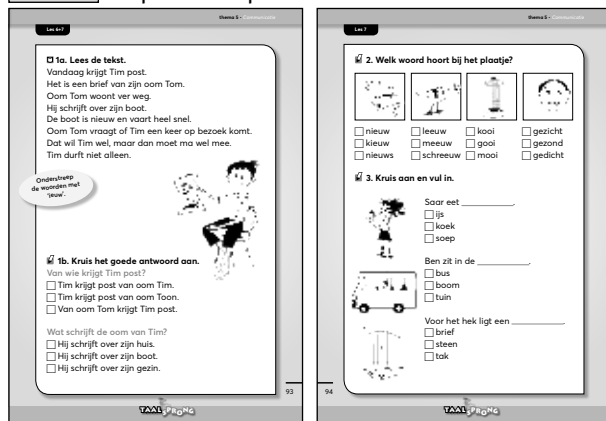 thema 5 - Communicatie
Les 6+7
1a. Lees de tekst.
Vandaag krijgt Tim post.
Het is een brief van zijn oom Tom.
Oom Tom woont ver weg.
Hij schrijft over zijn boot.
De boot is nieuw en vaart heel snel.
Oom Tom vraagt of Tim een keer op bezoek komt.
Dat wil Tim wel, maar dan moet ma wel mee.
Tim durft niet alleen.
Onderstreep
de woorden met
'ieuw'.
1b. Kruis het goede antwoord aan.
Van wie krijgt Tim post?
Tim krijgt post van oom Tim.
Tim krijgt post van oom Toon.
Van oom Tom krijgt Tim post.
Wat schrijft de oom van Tim?
Hij schrijft over zijn huis.
Hij schrijft over zijn boot.
Hij schrijft over zijn gezin.
93
TAALSPRONG
thema 5 - Communicatie
Les 7
2. Welk woord hoort bij het plaatje?
nieuw leeuw kooi gezicht
kieuw meeuw gooi gezond
nieuws schreeuw mooi gedicht
3. Kruis aan en vul in.
Saar eet ____________.
ijs
koek
soep
Ben zit in de ____________.
bus
boom
tuin
Voor het hek ligt een ____________.
brief
steen
tak
94
TAALSPRONG